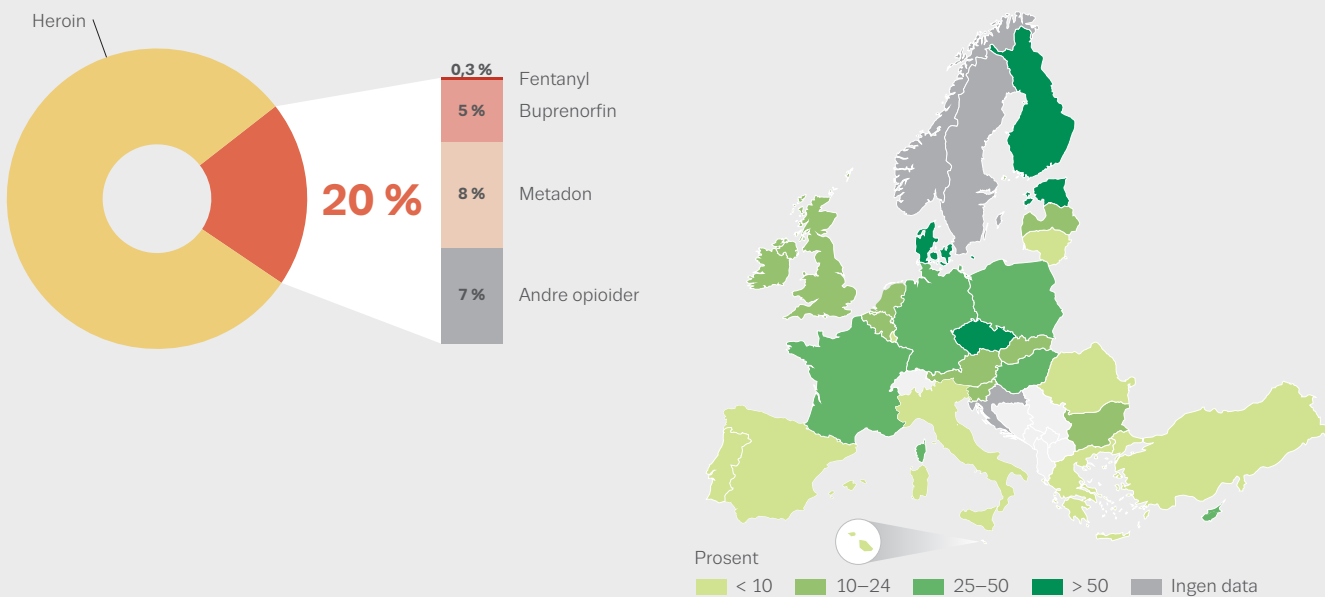 Heroin
0,3 %
Fentanyl
5 %
Buprenorfin
20 %
8 %
Metadon
7 %
Andre opioider
Prosent
< 10
10–24
25–50
> 50
Ingen data